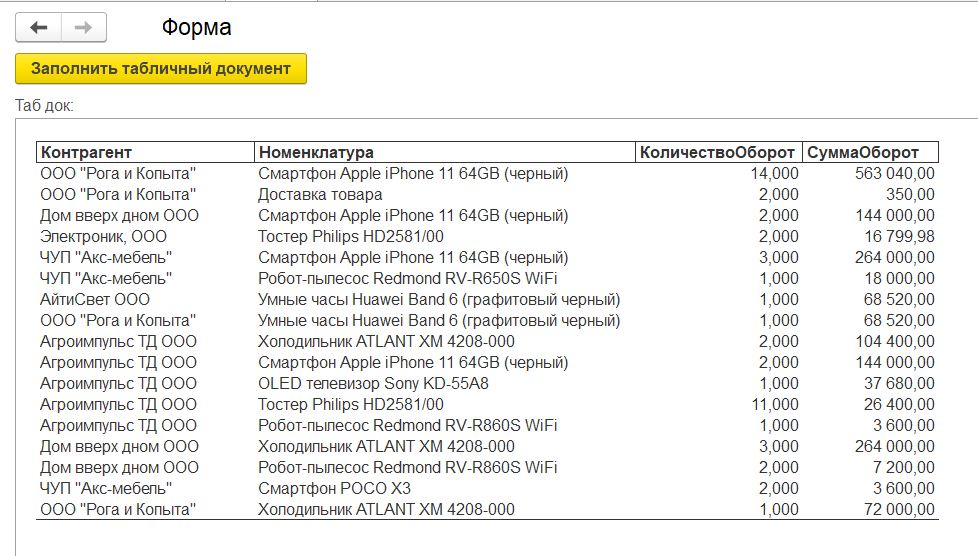 Форма
Заполнить табличный документ
Таб док:
Контрагент Номенклатура КоличествоОборот СуммаОборот
ООО "Рога и Копыта" Смартфон Apple iPhone 11 64GB (черный) 14,000 563 040,00
ООО "Рога и Копыта" Доставка товара 2,000 350,00
Дом вверх дном ООО Смартфон Apple iPhone 11 64GB (черный) 2,000 144 000,00
Электроник, ООО Тостер Philips HD2581/00 2,000 16 799,98
ЧУП "Акс-мебель" Смартфон Apple iPhone 11 64GB (черный) 3,000 264 000,00
ЧУП "Акс-мебель" Робот-пылесос Redmond RV-R650S WiFi 1,000 18 000,00
АйтиСвет ООО Умные часы Huawei Band 6 (графитовый черный) 1,000 68 520,00
ООО "Рога и Копыта" Умные часы Huawei Band 6 (графитовый черный) 1,000 68 520,00
Агроимпульс ТД ООО Холодильник ATLANT ХМ 4208-000 2,000 104 400,00
Агроимпульс ТД ООО Смартфон Apple iPhone 11 64GB (черный) 2,000 144 000,00
Агроимпульс ТД ООО OLED телевизор Sony KD-55A8 1,000 37 680,00
Агроимпульс ТД ООО Тостер Philips HD2581/00 11,000 26 400,00
Агроимпульс ТД ООО Робот-пылесос Redmond RV-R860S WiFi 1,000 3 600,00
Дом вверх дном ООО Холодильник ATLANT ХМ 4208-000 3,000 264 000,00
Дом вверх дном ООО Робот-пылесос Redmond RV-R860S WiFi 2,000 7 200,00
ЧУП "Акс-мебель" Смартфон POCO X3 2,000 3 600,00
ООО "Рога и Копыта" Холодильник ATLANT ХМ 4208-000 1,000 72 000,00